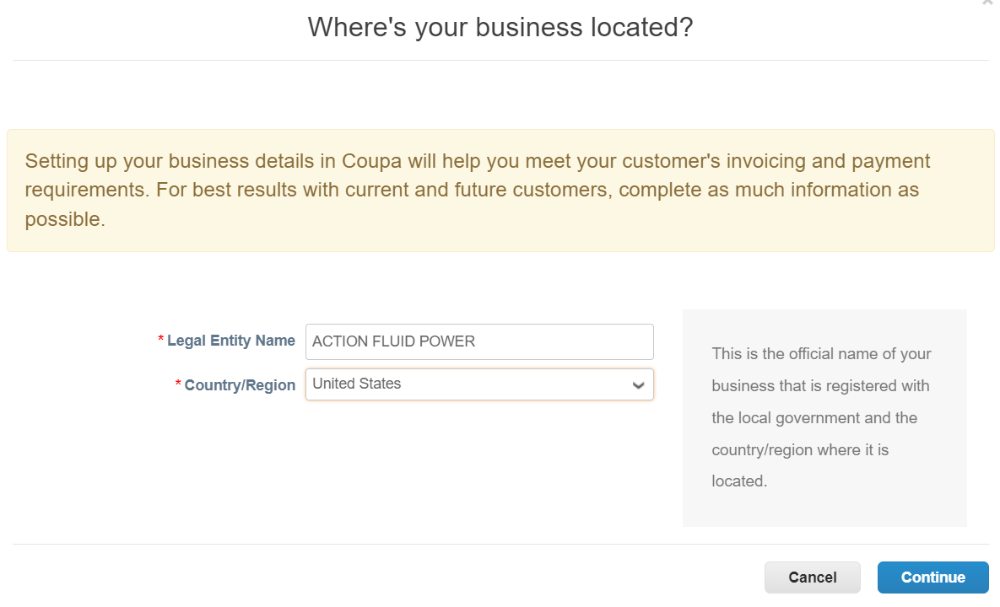 Where's your business located?
Setting up your business details in Coupa will help you meet your customer's invoicing and payment
requirements. For best results with current and future customers, complete as much information as
possible.
* Legal Entity Name ACTION FLUID POWER
* Country/Region United States
This is the official name of your
business that is registered with
the local government and the
country/region where it is
located.
Cancel Continue